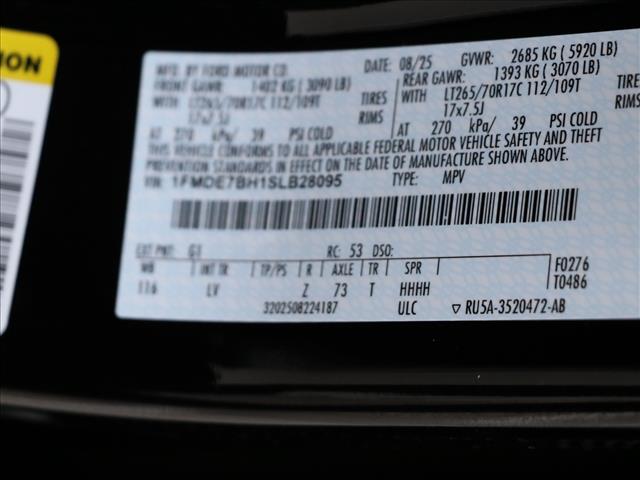 ION
MFD. BY FORD MOTOR CO.
DATE: 08/25 GVWR: 2685 KG ( 5920 LB)
FRONT GAWR: 1402 KG ( 3090 LB)
REAR GAWR: 1393 KG ( 3070 LB)
WITH LT265/70R17C 112/109T TIRES WITH LT265/70R17C 112/109T
17x7.5J RIMS 17x7.5J
AT 270 kPa/ 39 PSI COLD AT 270 kPa/ 39 PSI COLD
THIS VEHICLE CONFORMS TO ALL APPLICABLE FEDERAL MOTOR VEHICLE SAFETY AND THEFT
PREVENTION STANDARDS IN EFFECT ON THE DATE OF MANUFACTURE SHOWN ABOVE.
VIN: 1FMDE7BH1SLB28095 TYPE: MPV
EXT PNT: G1 RC: 53 DSO:
WB INT TR TP/PS R AXLE TR SPR F0276
116 LV Z 73 T HHHH T0486
3202508224187 ULC RU5A-3520472-AB